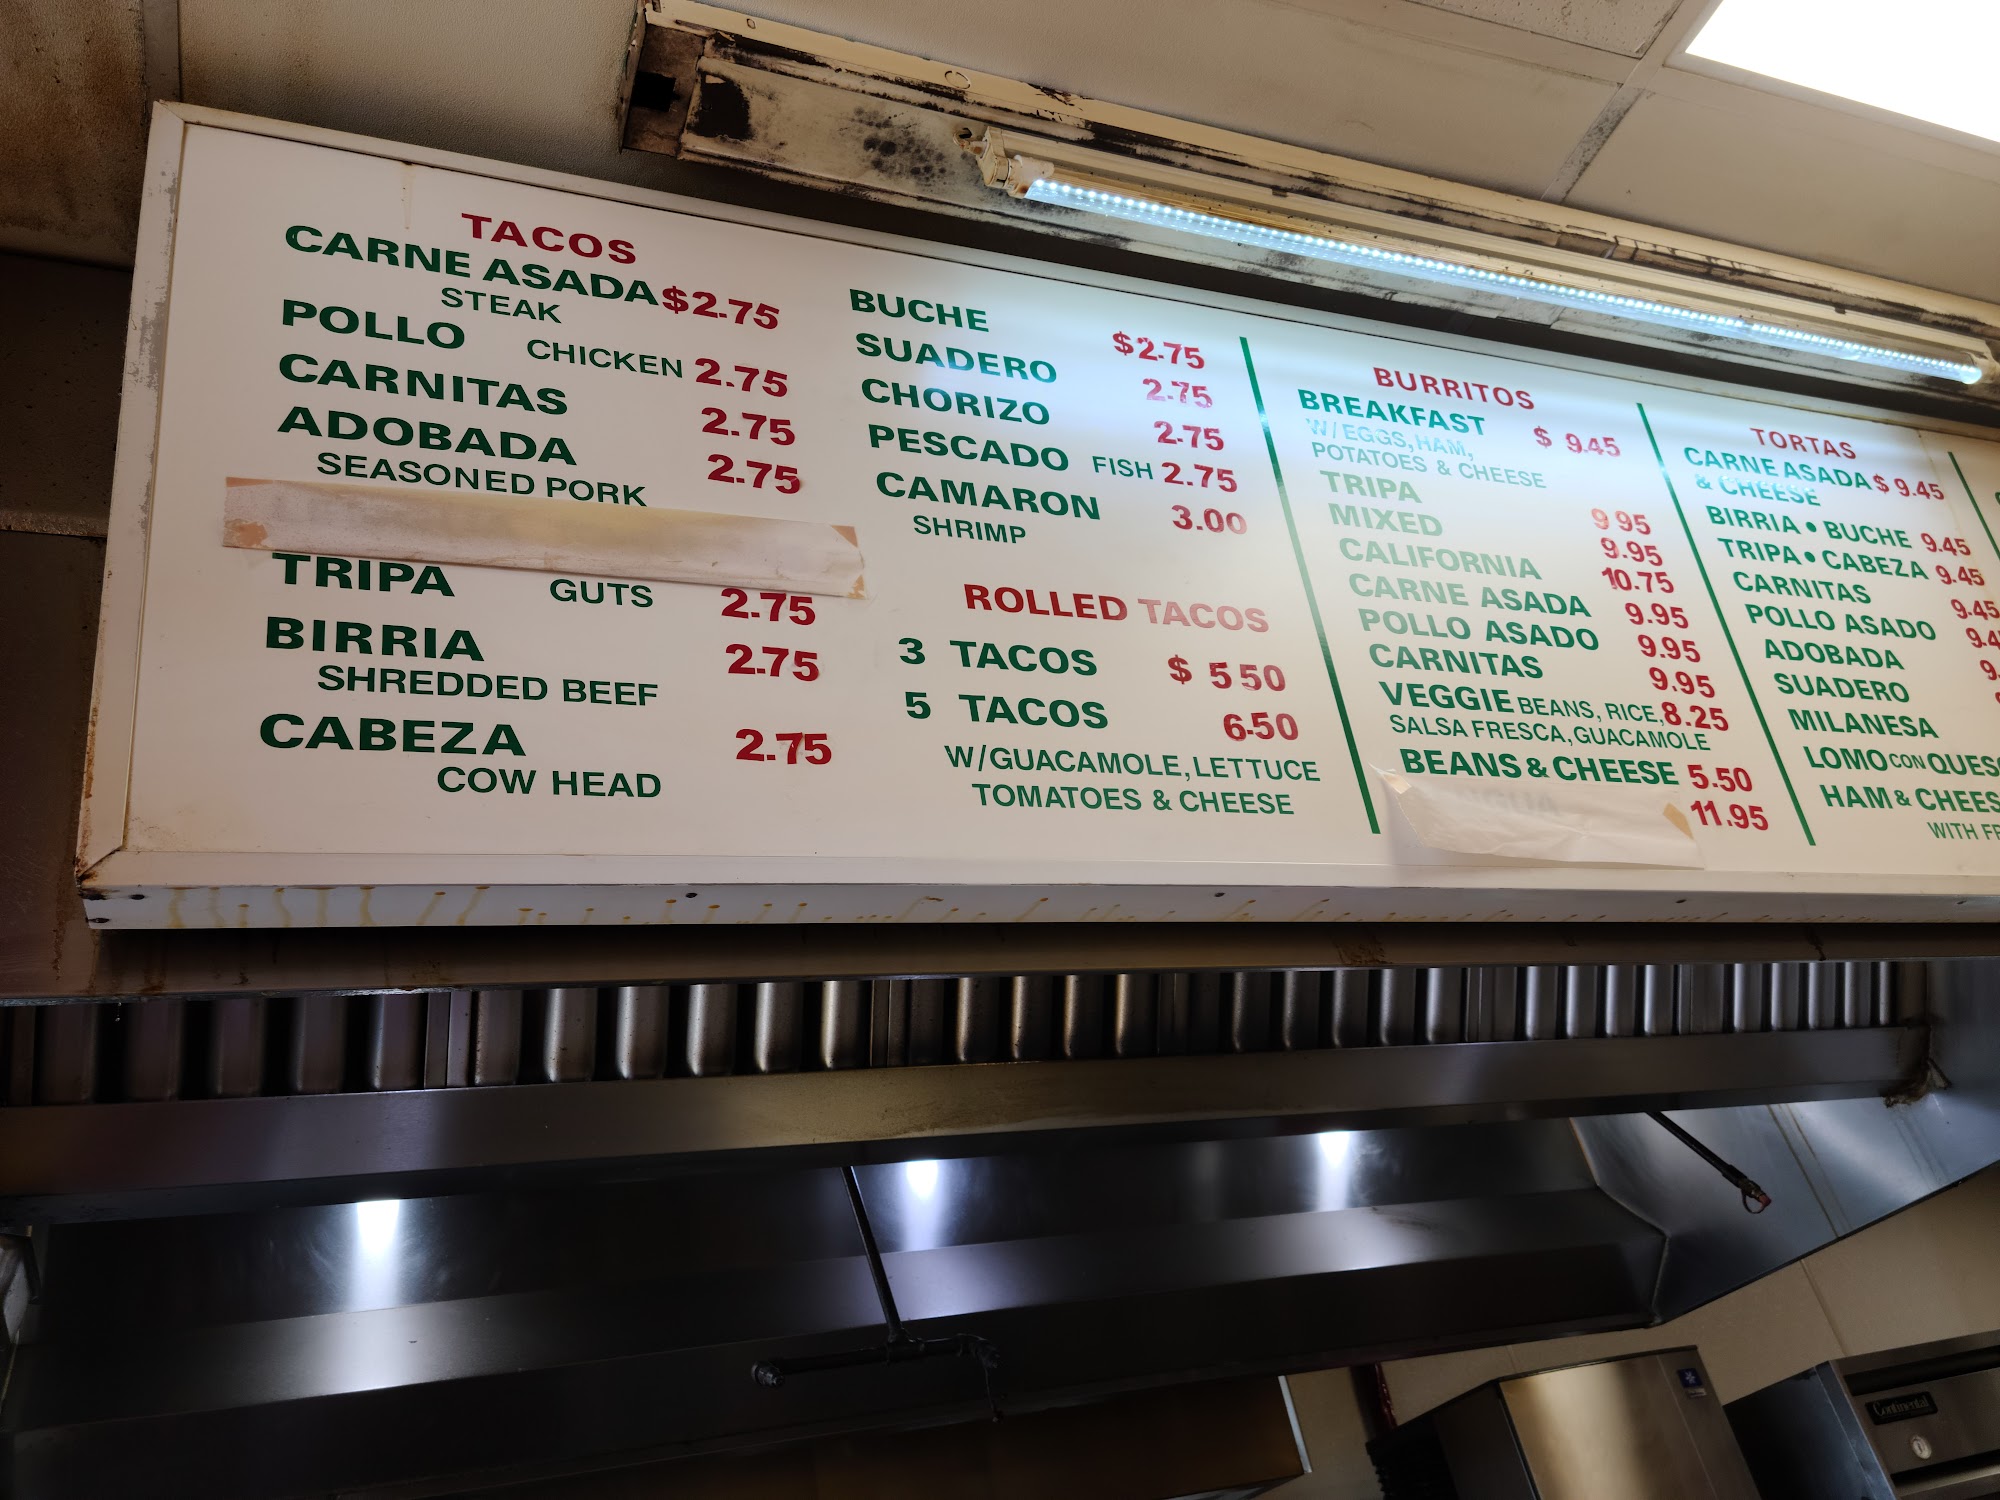 TACOS
CARNE ASADA $2.75
STEAK
POLLO CHICKEN 2.75
CARNITAS 2.75
ADOBADA 2.75
SEASONED PORK
TRIPA GUTS 2.75
BIRRIA 2.75
SHREDDED BEEF
CABEZA 2.75
COW HEAD
BUCHE $2.75
SUADERO 2.75
CHORIZO 2.75
PESCADO FISH 2.75
CAMARON 3.00
SHRIMP
ROLLED TACOS
3 TACOS $ 5 50
5 TACOS 6.50
W/GUACAMOLE, LETTUCE
TOMATOES & CHEESE
BURRITOS
BREAKFAST $ 9.45
W/EGGS, HAM,
POTATOES & CHEESE
TRIPA 9 95
MIXED 9.95
CALIFORNIA 10.75
CARNE ASADA 9.95
POLLO ASADO 9.95
CARNITAS 9.95
VEGGIE BEANS, RICE, 8.25
SALSA FRESCA, GUACAMOLE
BEANS & CHEESE 5.50
11.95
TORTAS
CARNE ASADA $ 9.45
& CHEESE
BIRRIA • BUCHE 9.45
TRIPA • CABEZA 9.45
CARNITAS 9.45
POLLO ASADO
ADOBADA
SUADERO
MILANESA
LOMO CON
HAM &
WITH
Continental